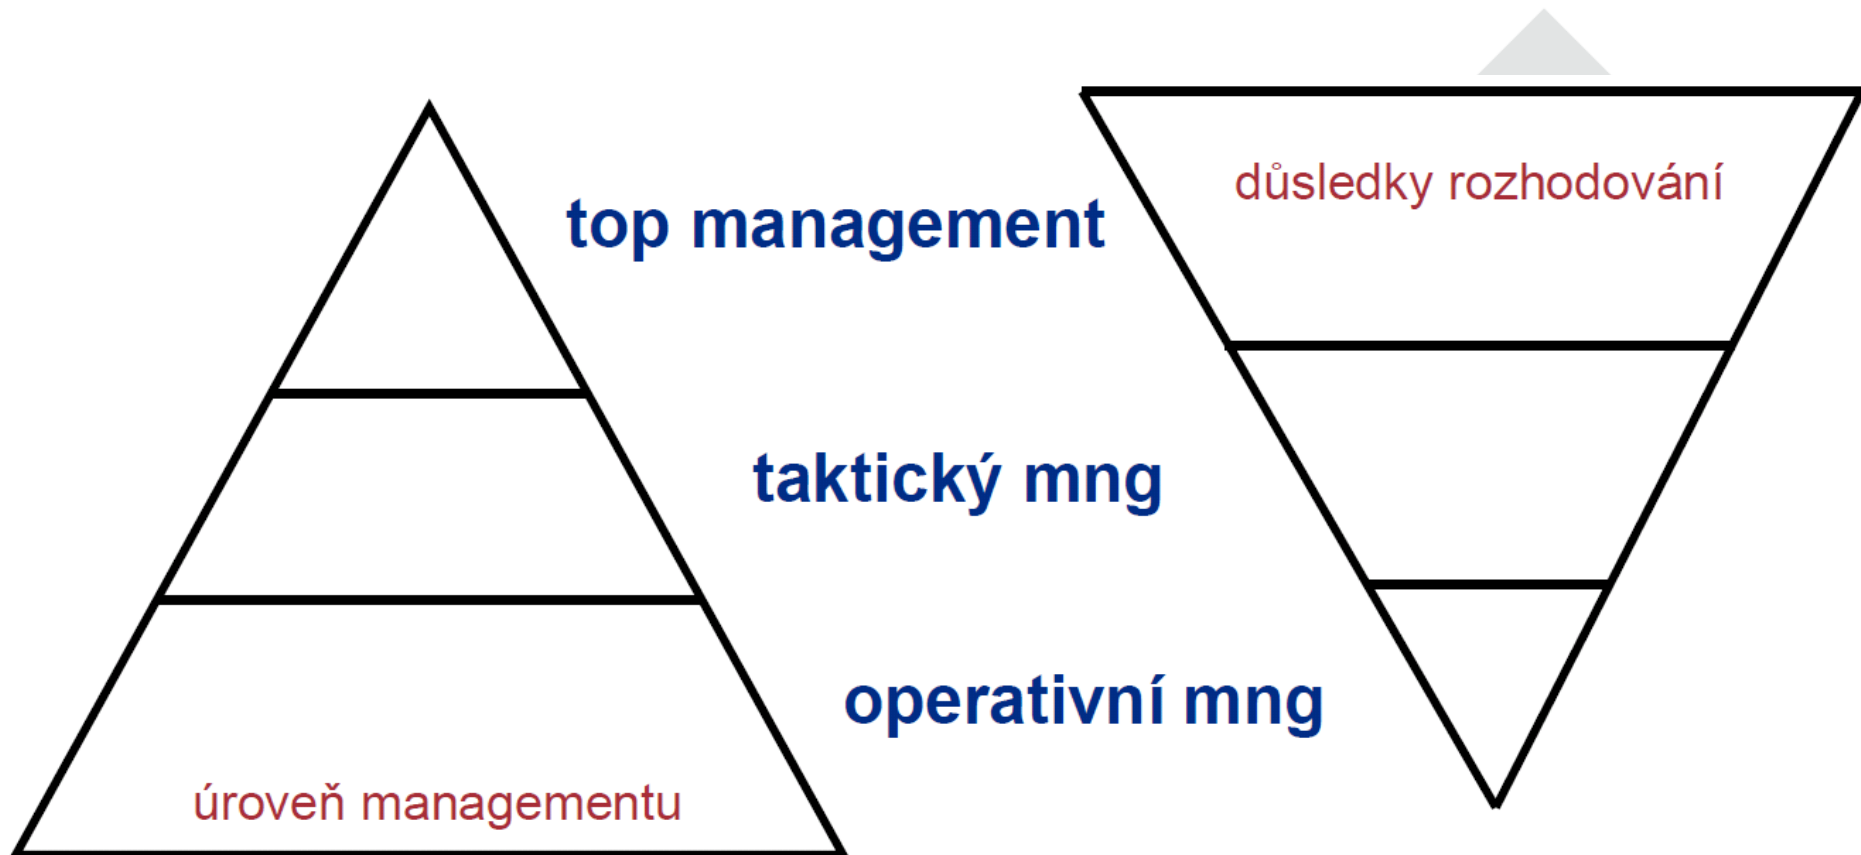 důsledky rozhodování
top management
taktický mng
operativní mng
úroveň managementu